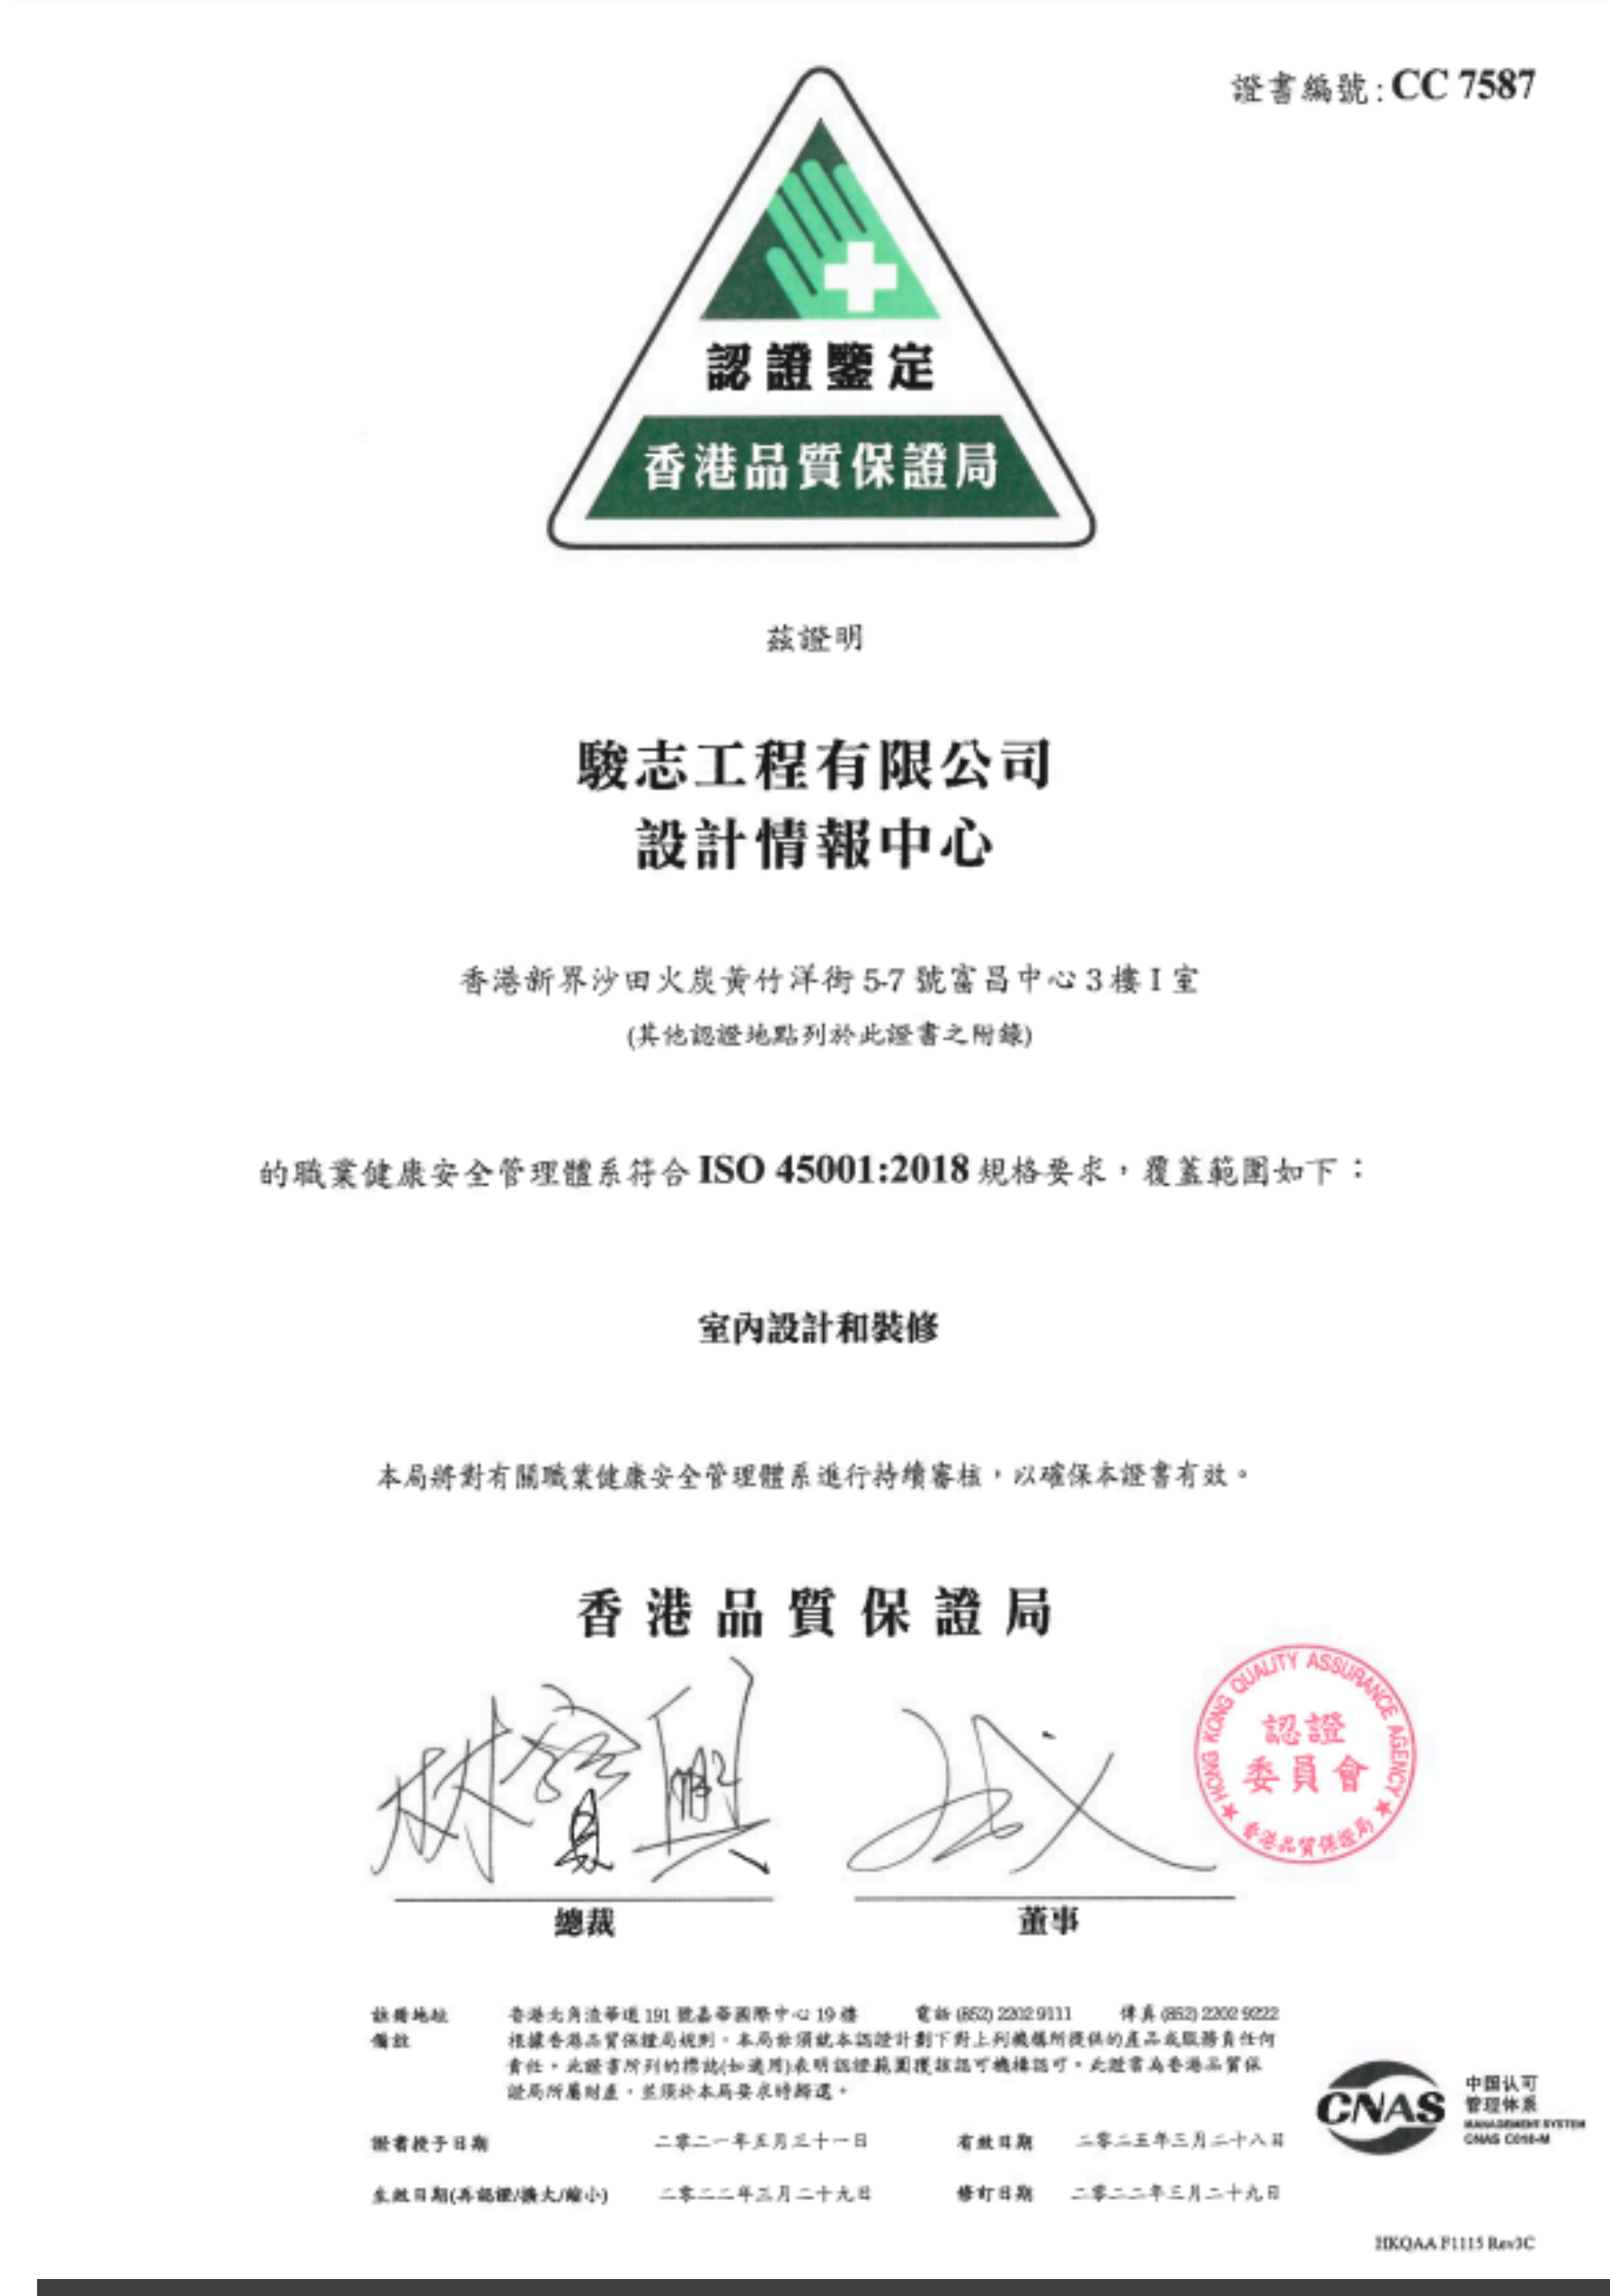 證書編號:CC 7587
認證鑒定
香港品質保證局
茲證明
駿志工程有限公司
設計情報中心
香港新界沙田火炭黃竹洋街 5-7 號富昌中心 3 樓 I 室
(其他認證地點列於此證書之附錄)
的職業健康安全管理體系符合 ISO 45001:2018 規格要求，覆蓋範圍如下：
室內設計和裝修
本局將對有關職業健康安全管理體系進行持續審核，以確保本證書有效。
香港品質保證局
林寶興
HONG KONG QUALITY ASSURANCE AGENCY
認證
委員會
香港品質保證局
總裁
董事
註冊地址 香港北角渣華道 191 號嘉華國際中心 19 樓 電話 (852) 2202 9111 傳真 (852) 2202 9222
備註 根據香港品質保證局規則，本局毋須就本認證計劃下對上列機構所提供的產品或服務負任何
責任。此證書所列的標誌(如適用)表明認證範圍獲該認可機構認可。此證書為香港品質保
證局所屬財產，並須於本局要求時歸還。
證書授予日期 二零二一年五月三十一日 有效日期 二零二五年三月二十八日
生效日期(再認證/擴大/縮小) 二零二二年三月二十九日 修訂日期 二零二二年三月二十九日
CNAS
中国认可
管理体系
MANAGEMENT SYSTEM
CNAS C016-M
HKQAA F1115 Rev3C